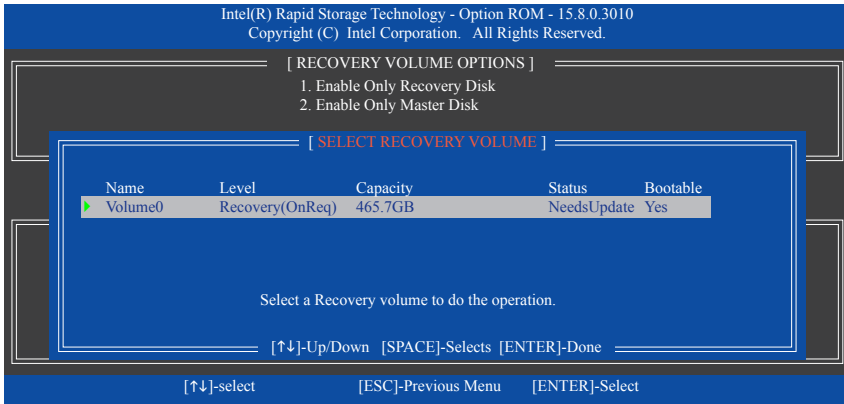 Intel(R) Rapid Storage Technology - Option ROM - 15.8.0.3010
Copyright (C) Intel Corporation. All Rights Reserved.
[ RECOVERY VOLUME OPTIONS ]
1. Enable Only Recovery Disk
2. Enable Only Master Disk
[ SELECT RECOVERY VOLUME ]
Name Level Capacity Status Bootable
Volume0 Recovery(OnReq) 465.7GB NeedsUpdate Yes
Select a Recovery volume to do the operation.
[↑↓]-Up/Down [SPACE]-Selects [ENTER]-Done
[↑↓]-select [ESC]-Previous Menu [ENTER]-Select